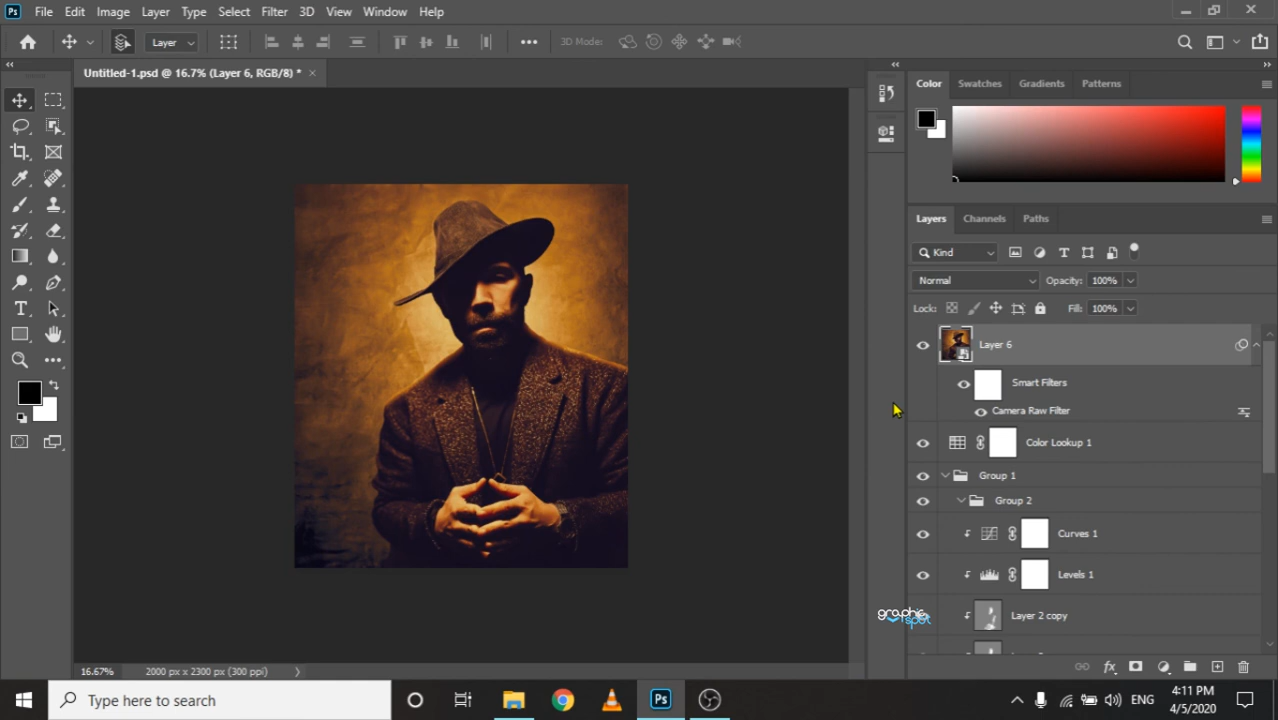 Ps File Edit Image Layer Type Select Filter 3D View Window Help
Layer 3D Mode:
Untitled-1.psd @ 16.7% (Layer 6, RGB/8) *
Color Swatches Gradients Patterns
Layers Channels Paths
Kind
Normal Opacity: 100%
Lock: Fill: 100%
Layer 6
Smart Filters
Camera Raw Filter
Color Lookup 1
Group 1
Group 2
Curves 1
Levels 1
Layer 2 copy
graphic
spot
16.67% 2000 px x 2300 px (300 ppi)
Type here to search
Ps
ENG
4:11 PM
4/5/2020